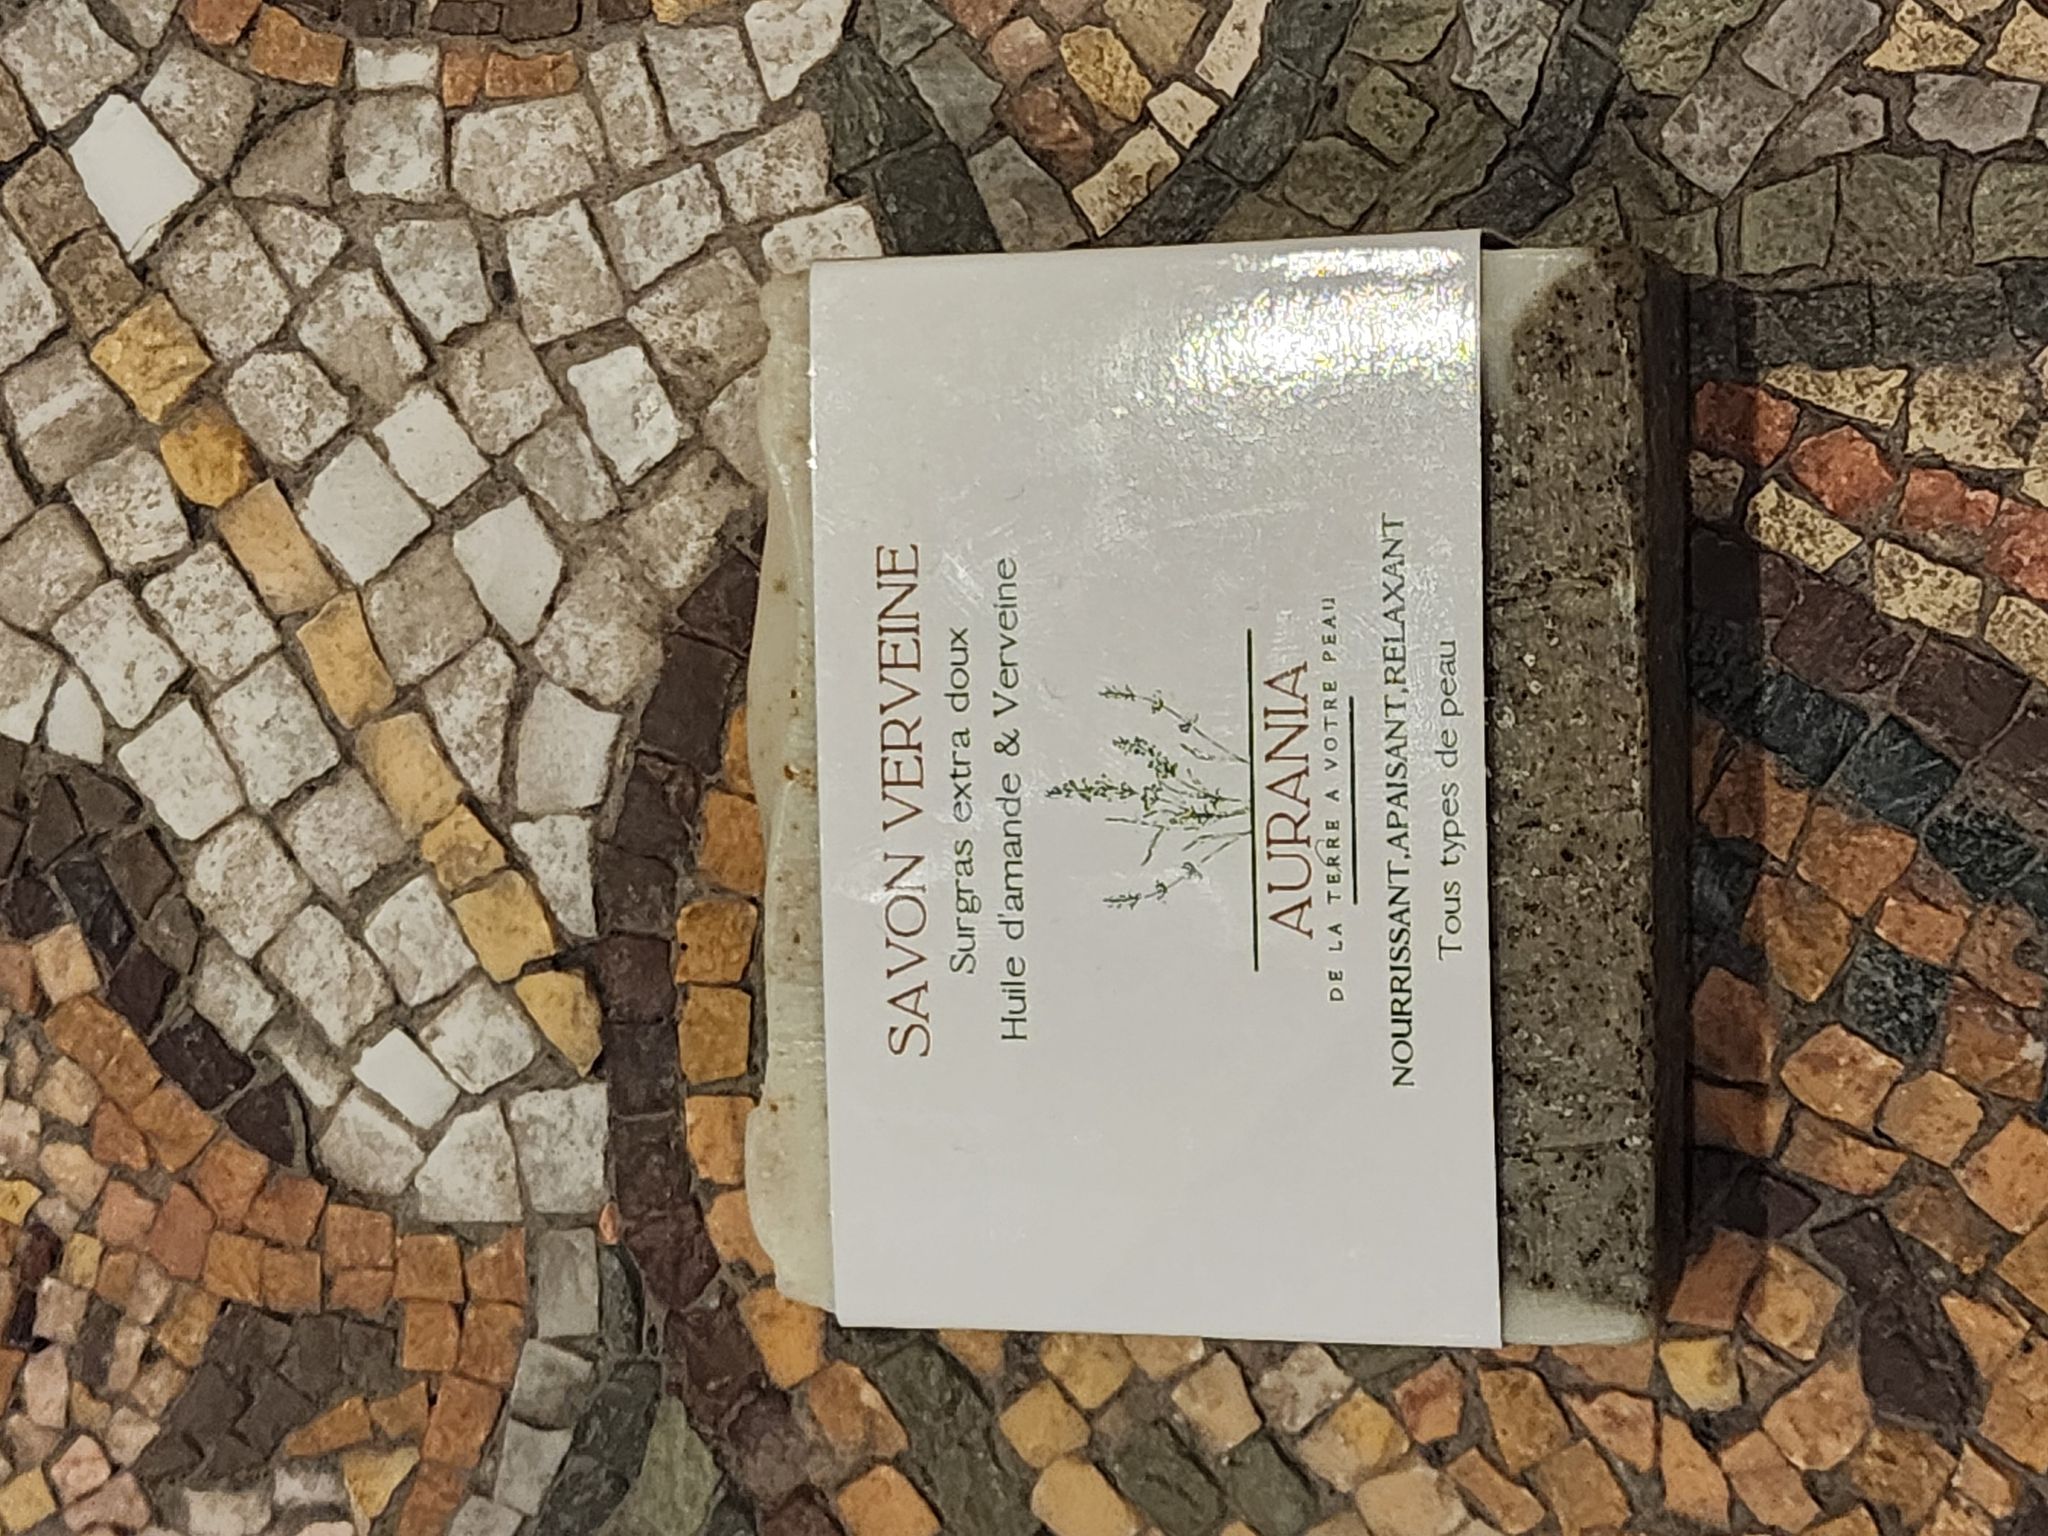 SAVON VERVEINE
Surgras extra doux
Huile d'amande & Verveine
AURANIA
DE LA TERRE A VOTRE PEAU
NOURRISSANT,APAISANT,RELAXANT
Tous types de peau